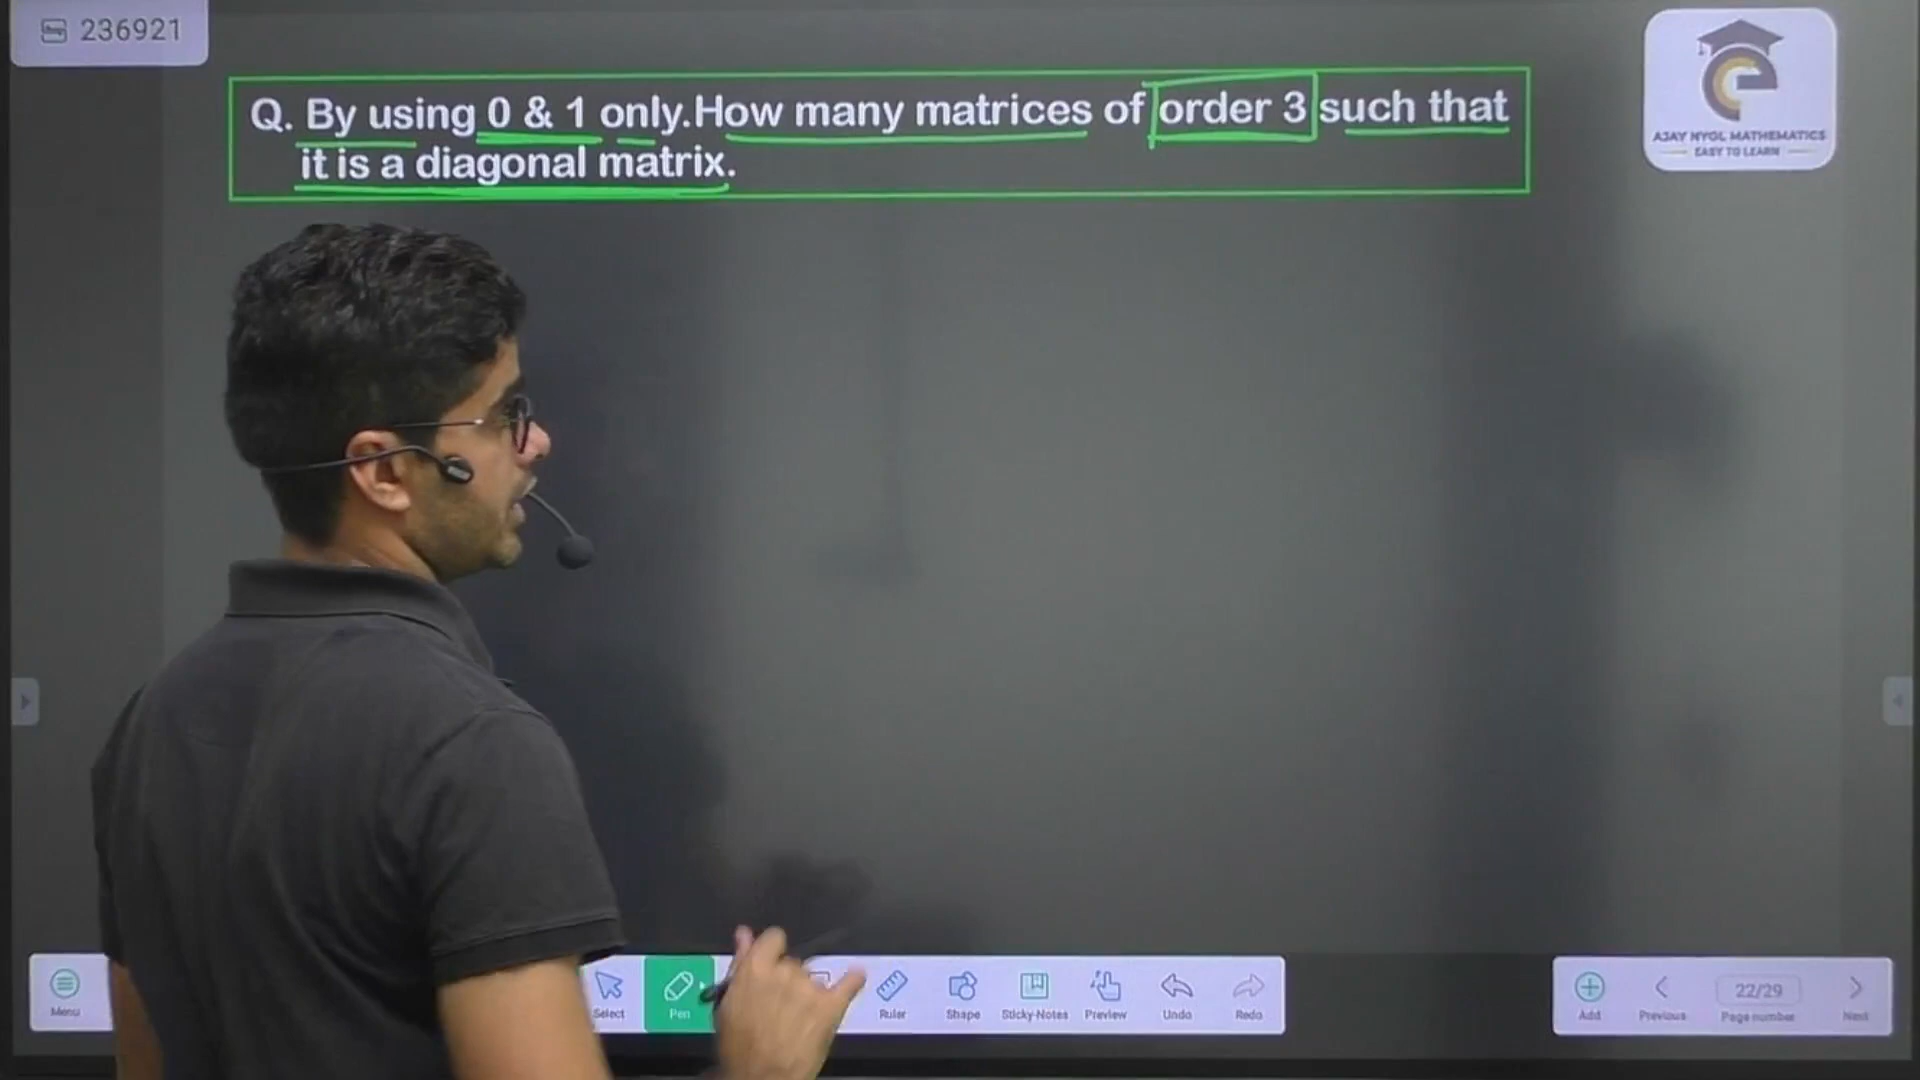 236921
Q. By using 0 & 1 only.How many matrices of order 3 such that
it is a diagonal matrix.
AJAY NYOL MATHEMATICS
EASY TO LEARN
Menu
Select
Pen
Ruler
Shape
Sticky-Notes
Preview
Undo
Redo
Add
Previous
22/29
Page number
Next